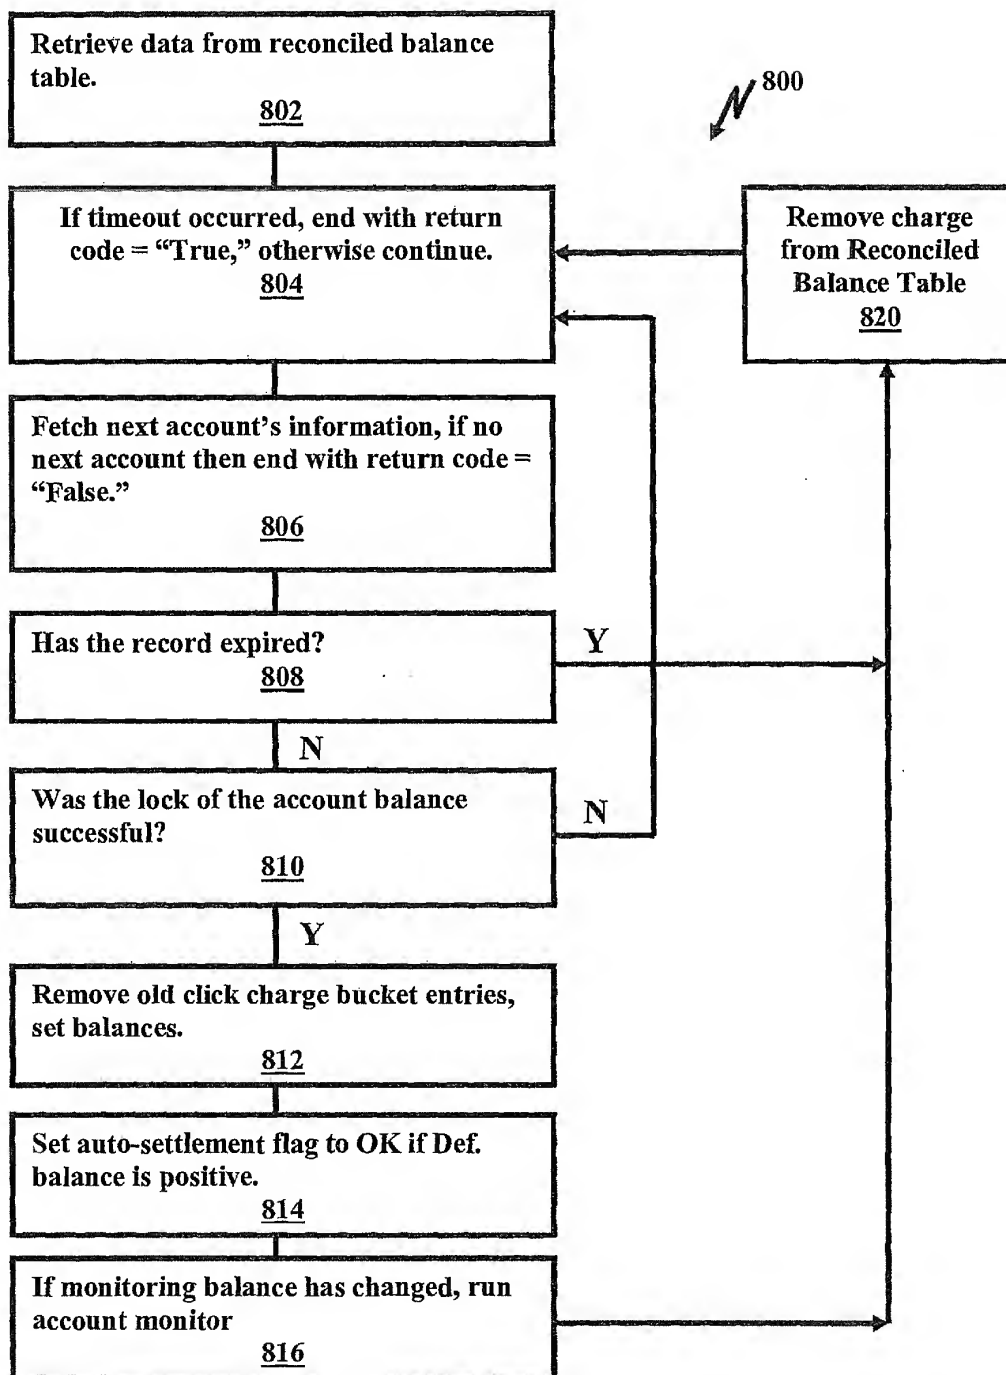 Retrieve data from reconciled balance
table.
802
800
If timeout occurred, end with return
code = “True,” otherwise continue.
804
Remove charge
from Reconciled
Balance Table
820
Fetch next account’s information, if no
next account then end with return code =
“False.”
806
Has the record expired?
808
Y
N
Was the lock of the account balance
successful?
810
N
Y
Remove old click charge bucket entries,
set balances.
812
Set auto-settlement flag to OK if Def.
balance is positive.
814
If monitoring balance has changed, run
account monitor
816